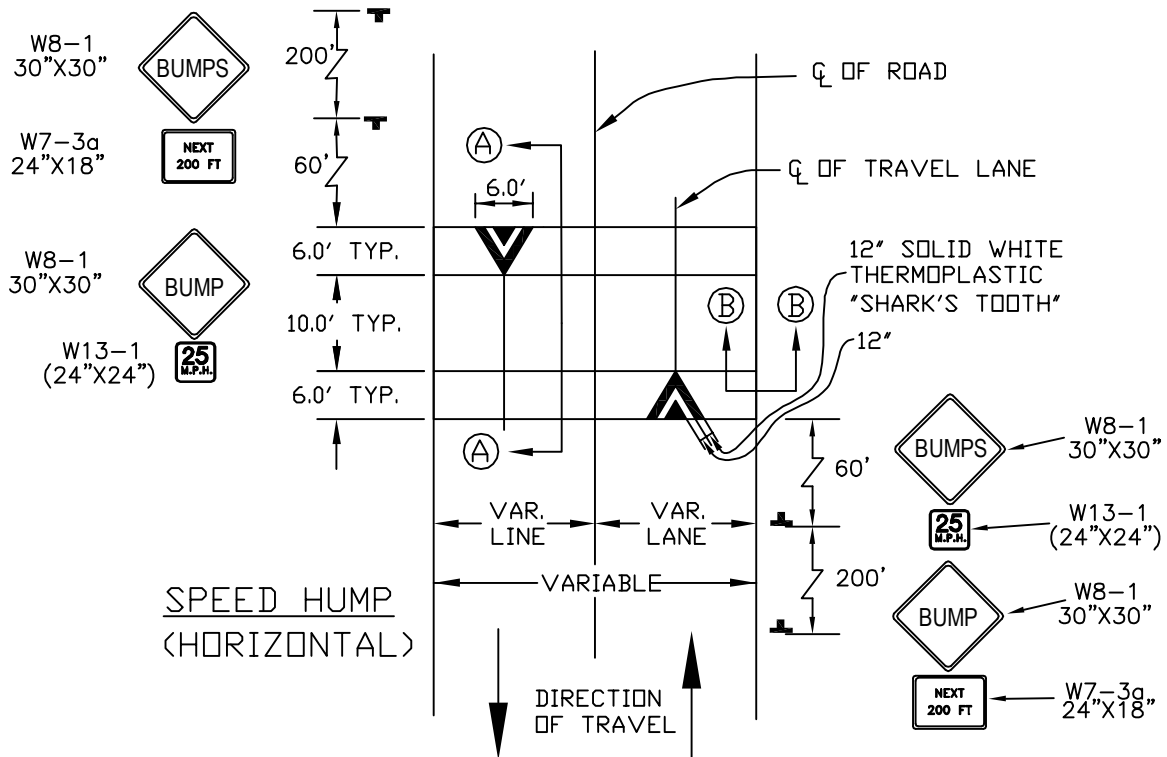 W8-1
30"X30"
BUMPS
W7-3a
24"X18"
NEXT
200 FT
W8-1
30"X30"
BUMP
W13-1
(24"X24")
25
M.P.H.
200'
60'
6.0' TYP.
10.0' TYP.
6.0' TYP.
A
6.0'
A
℄ OF ROAD
℄ OF TRAVEL LANE
12" SOLID WHITE
THERMOPLASTIC
"SHARK'S TOOTH"
12"
B
B
VAR.
LINE
VAR.
LANE
VARIABLE
60'
200'
BUMPS
W8-1
30"X30"
25
M.P.H.
W13-1
(24"X24")
BUMP
W8-1
30"X30"
NEXT
200 FT
W7-3a
24"X18"
SPEED HUMP
(HORIZONTAL)
DIRECTION
OF TRAVEL